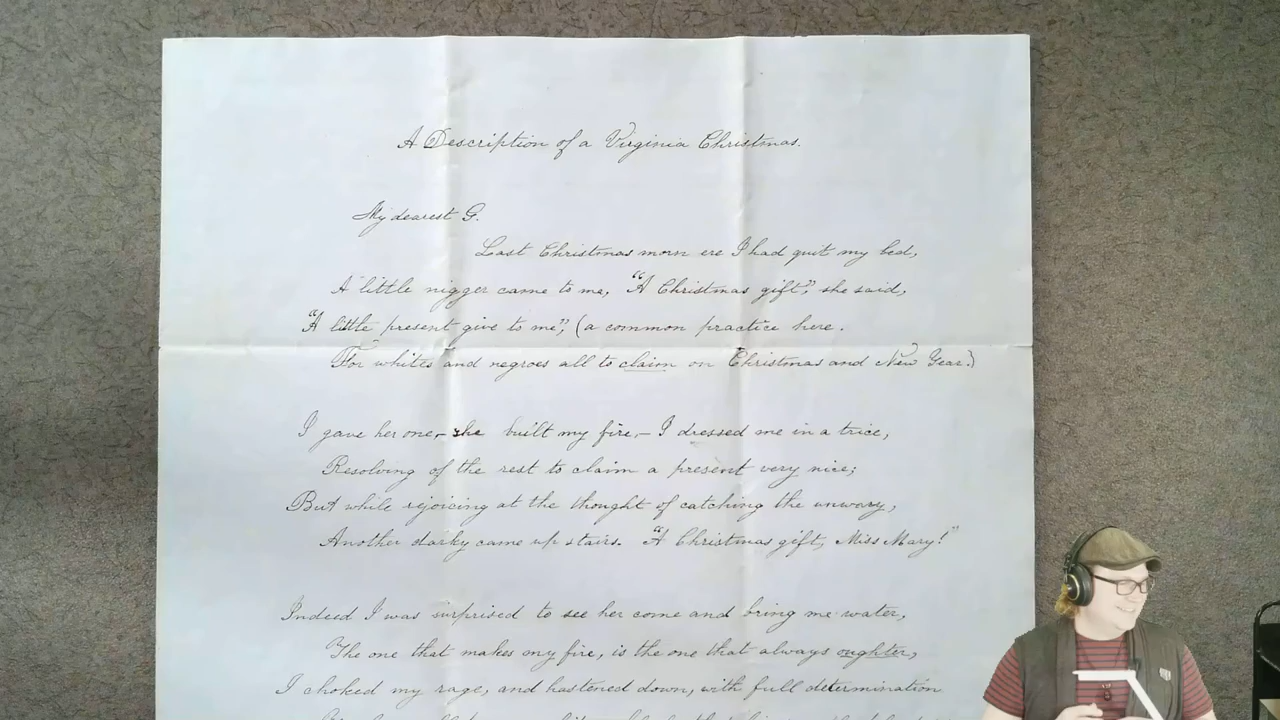 A Description of a Virginia Christmas.
My dearest G.
Last Christmas morn ere I had quit my bed,
A little nigger came to me, "A Christmas gift," she said,
"A little present give to me", (a common practice here.
For whites and negroes all to claim on Christmas and New Year.)
I gave her one,- she built my fire,- I dressed me in a trice,
Resolving of the rest to claim a present very nice;
But while rejoicing at the thought of catching the unwary,
Another darky came up stairs. "A Christmas gift, Miss Mary!"
Indeed I was surprised to see her come and bring me water,
The one that makes my fire, is the one that always oughter,
I choked my rage, and hastened down, with full determination